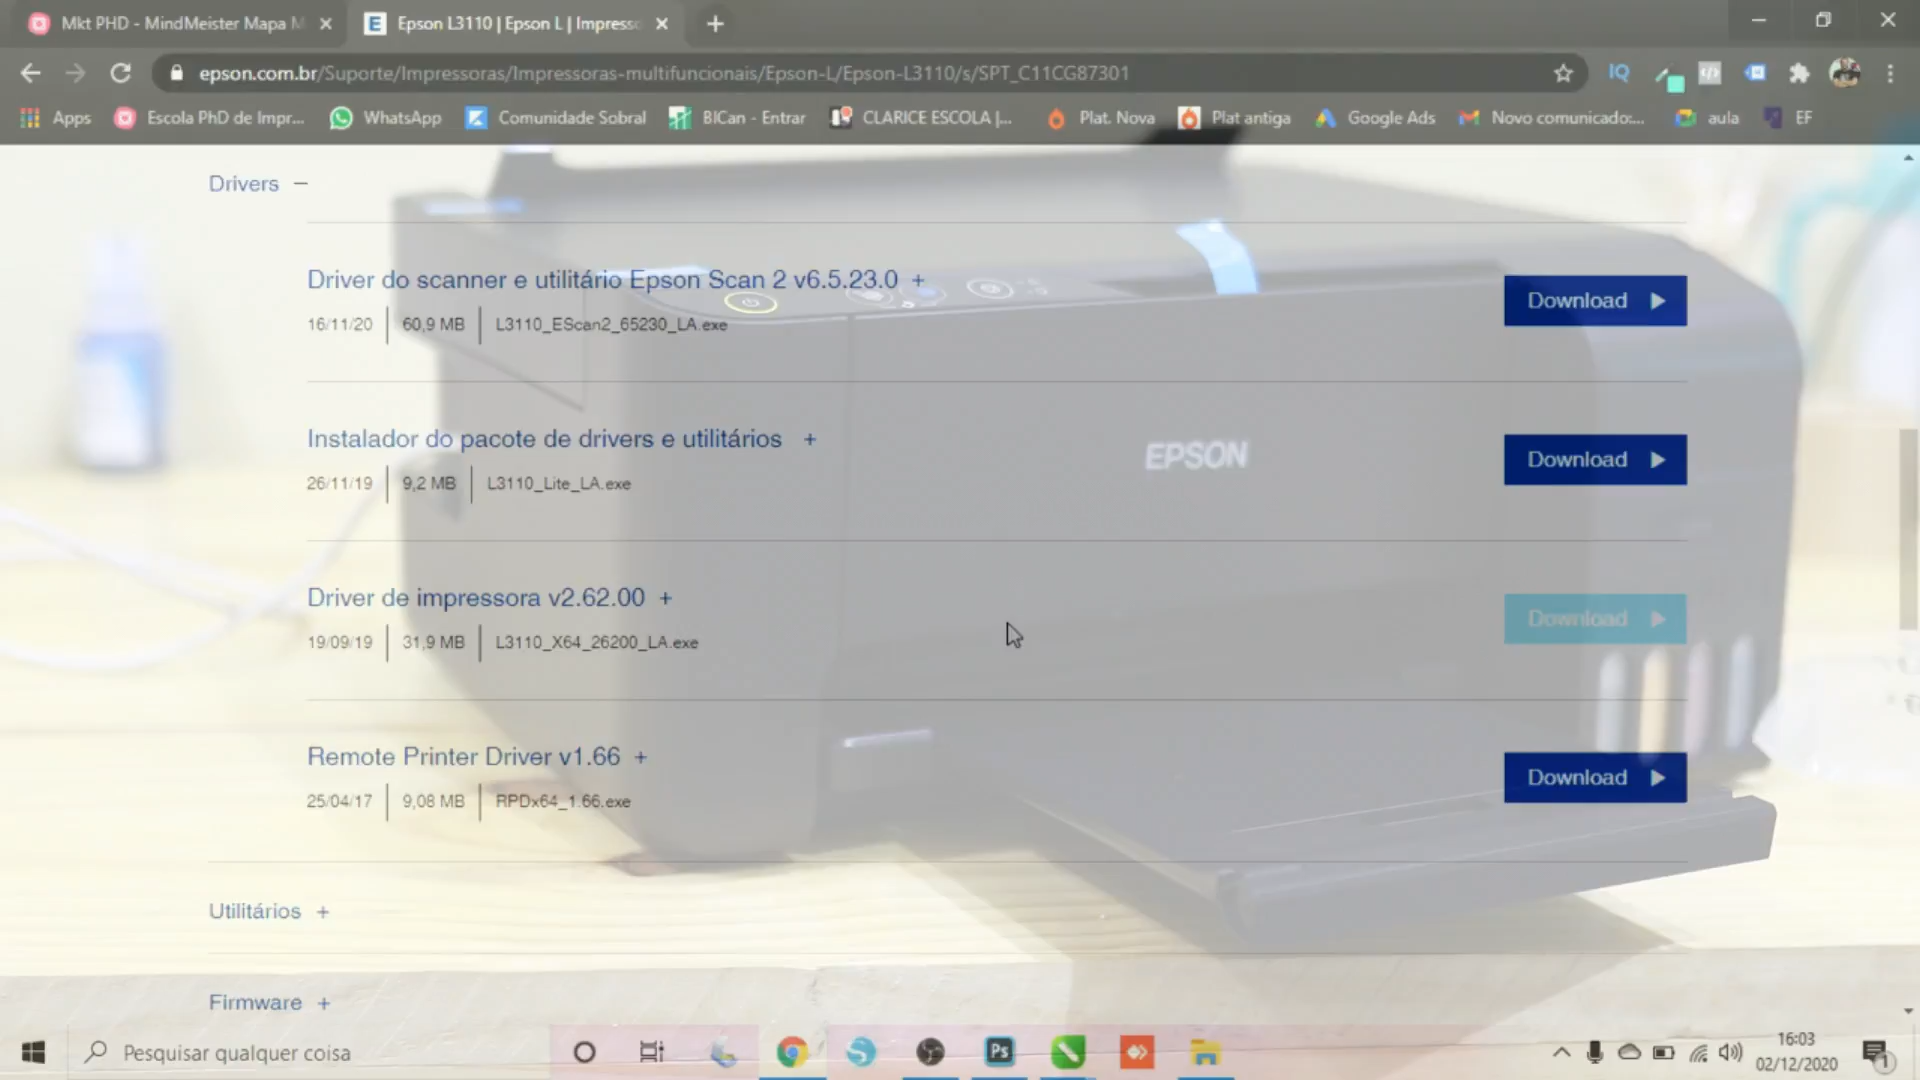 Mkt PHD - MindMeister Mapa M
Epson L3110 | Epson L | Impresso
epson.com.br/Suporte/Impressoras/Impressoras-multifuncionais/Epson-L/Epson-L3110/s/SPT_C11CG87301
IQ
Apps
Escola PhD de Impr...
WhatsApp
Comunidade Sobral
BICan - Entrar
CLARICE ESCOLA |...
Plat. Nova
Plat antiga
Google Ads
Novo comunicado:...
aula
EF
Drivers −
Driver do scanner e utilitário Epson Scan 2 v6.5.23.0 +
16/11/20 | 60,9 MB | L3110_EScan2_65230_LA.exe
Download
Instalador do pacote de drivers e utilitários +
26/11/19 | 9,2 MB | L3110_Lite_LA.exe
Download
EPSON
Driver de impressora v2.62.00 +
19/09/19 | 31,9 MB | L3110_X64_26200_LA.exe
Download
Remote Printer Driver v1.66 +
25/04/17 | 9,08 MB | RPDx64_1.66.exe
Download
Utilitários +
Firmware +
Pesquisar qualquer coisa
Ps
16:03
02/12/2020
1